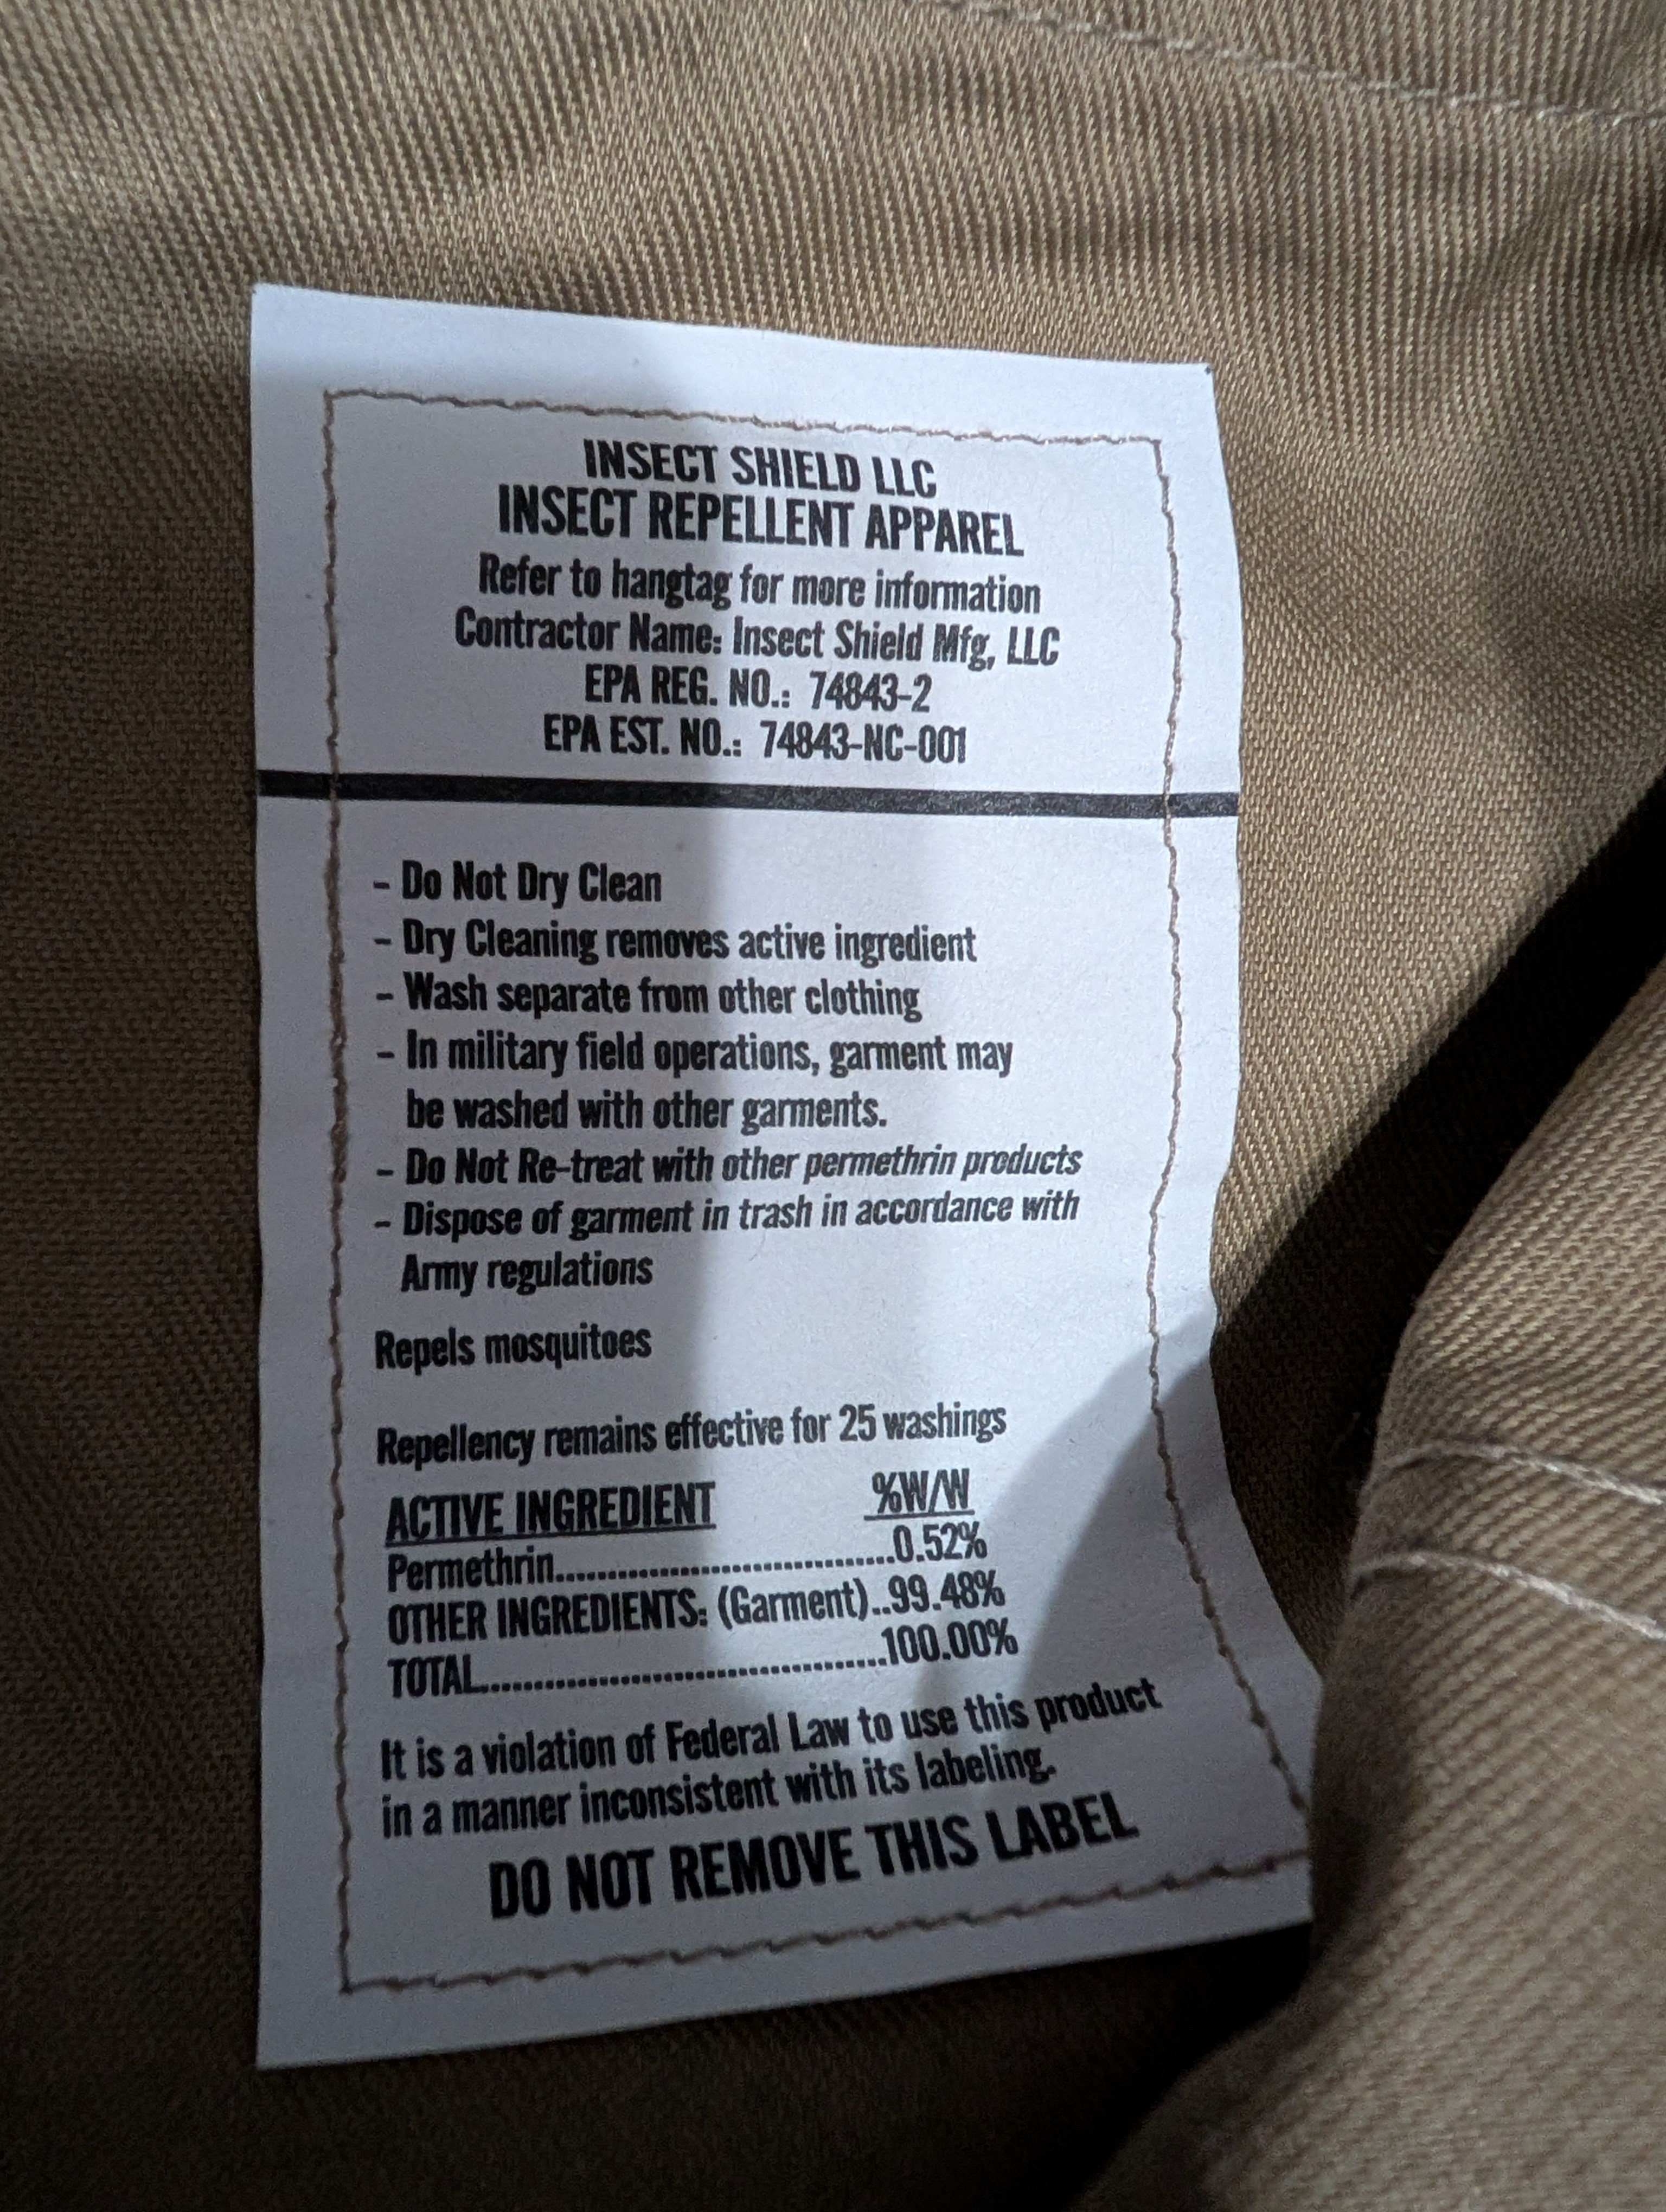 INSECT SHIELD LLC
INSECT REPELLENT APPAREL
Refer to hangtag for more information
Contractor Name: Insect Shield Mfg, LLC
EPA REG. NO.: 74843-2
EPA EST. NO.: 74843-NC-001
- Do Not Dry Clean
- Dry Cleaning removes active ingredient
- Wash separate from other clothing
- In military field operations, garment may
be washed with other garments.
- Do Not Re-treat with other permethrin products
- Dispose of garment in trash in accordance with
Army regulations
Repels mosquitoes
Repellency remains effective for 25 washings
ACTIVE INGREDIENT %W/W
Permethrin................................0.52%
OTHER INGREDIENTS: (Garment)..99.48%
TOTAL.......................................100.00%
It is a violation of Federal Law to use this product
in a manner inconsistent with its labeling.
DO NOT REMOVE THIS LABEL